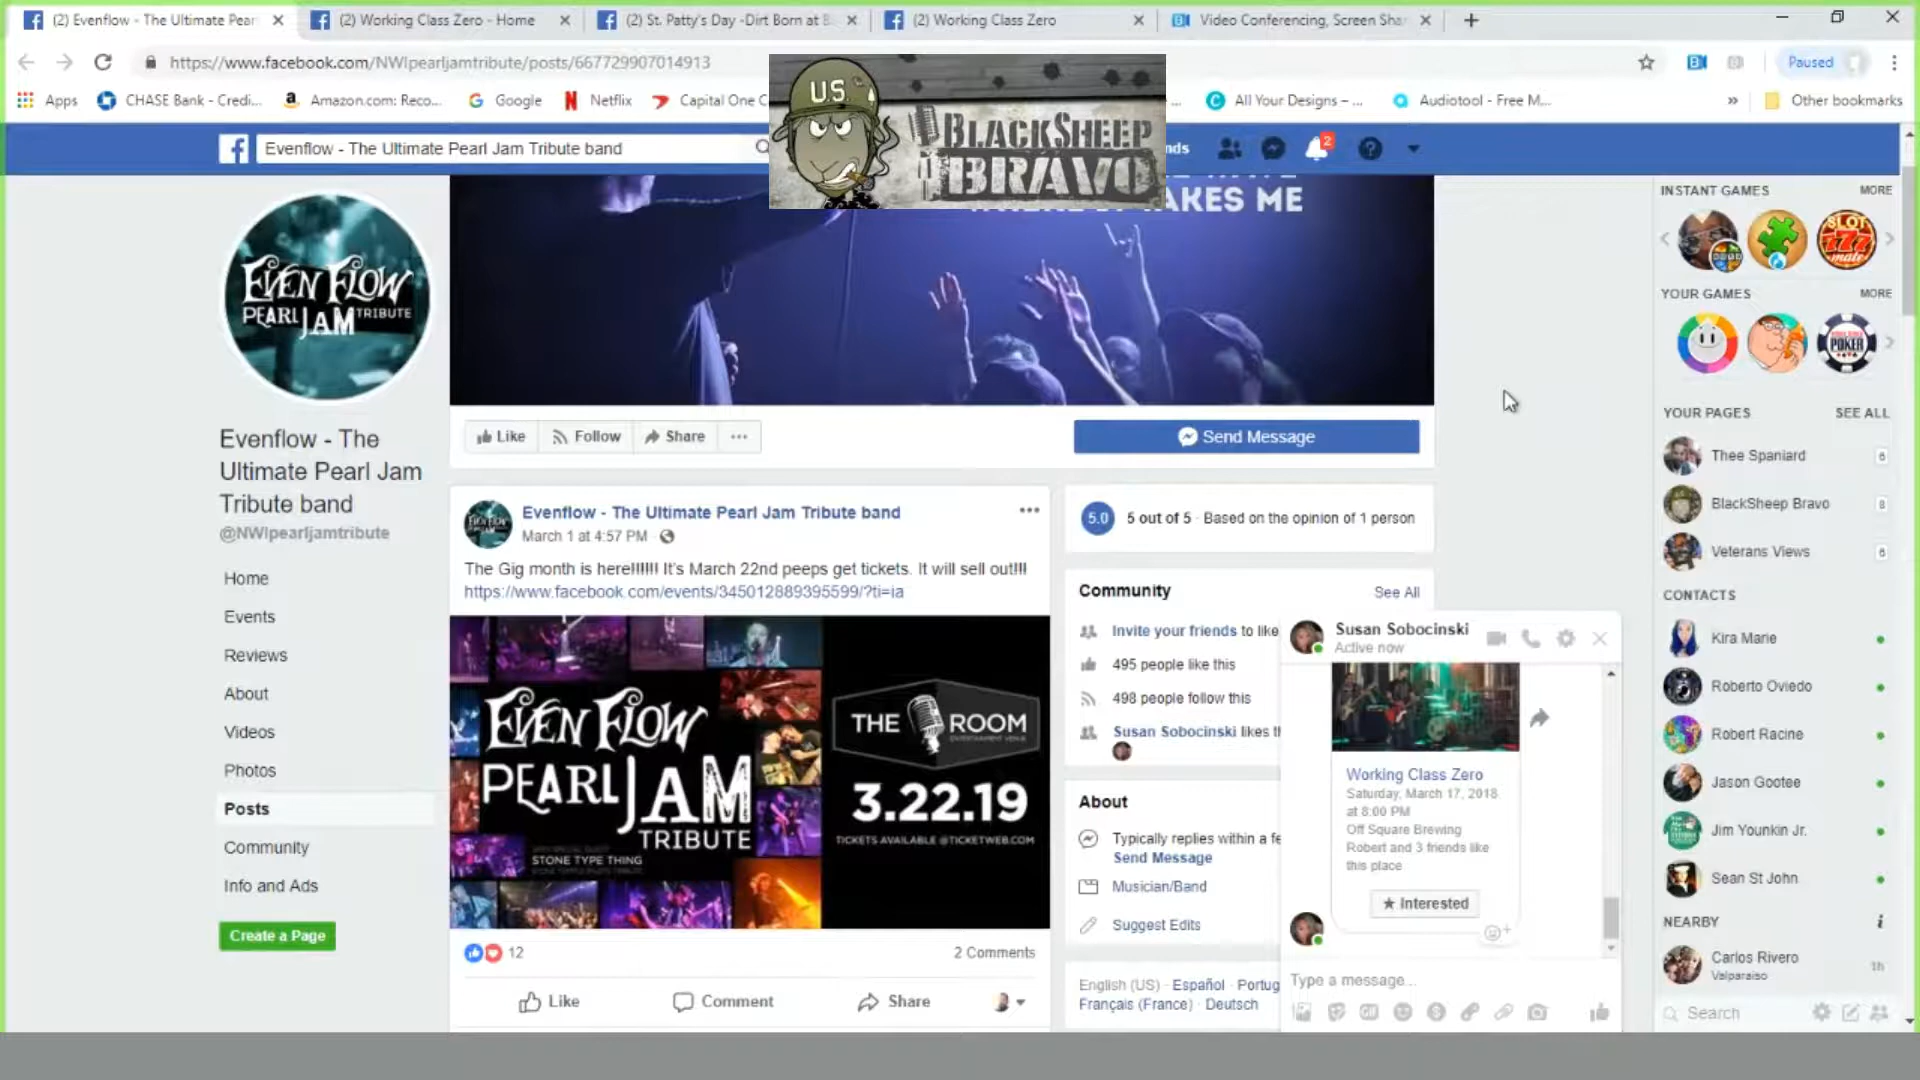 (2) Evenflow - The Ultimate Pear
(2) Working Class Zero - Home
(2) St. Patty's Day -Dirt Born at 8
(2) Working Class Zero
Video Conferencing, Screen Sha
https://www.facebook.com/NWIpearljamtribute/posts/667729907014913
Paused
Apps
CHASE Bank - Credi...
Amazon.com: Reco...
Google
Netflix
Capital One C
...
All Your Designs – ...
Audiotool - Free M...
»
Other bookmarks
U.S.
BLACKSHEEP
BRAVO
Evenflow - The Ultimate Pearl Jam Tribute band
nds
2
AKES ME
EVEN FLOW
PEARL JAM TRIBUTE
Evenflow - The
Ultimate Pearl Jam
Tribute band
@NWIpearljamtribute
Home
Events
Reviews
About
Videos
Photos
Posts
Community
Info and Ads
Create a Page
Like
Follow
Share
...
Send Message
Evenflow - The Ultimate Pearl Jam Tribute band
March 1 at 4:57 PM ·
The Gig month is here!!!!!! It's March 22nd peeps get tickets. It will sell out!!!
https://www.facebook.com/events/345012889395599/?ti=ia
EVEN FLOW
PEARL JAM
TRIBUTE
STONE TYPE THING
THE ROOM
3.22.19
TICKETS AVAILABLE @TICKETWEB.COM
12
2 Comments
Like
Comment
Share
5.0
5 out of 5 · Based on the opinion of 1 person
Community
See All
Invite your friends to like
495 people like this
498 people follow this
Susan Sobocinski likes t
About
Typically replies within a fe
Send Message
Musician/Band
Suggest Edits
English (US) · Español · Portug
Français (France) · Deutsch
Susan Sobocinski
Active now
Working Class Zero
Saturday, March 17, 2018
at 8:00 PM
Off Square Brewing
Robert and 3 friends like
this place
★ Interested
Type a message...
GIF
INSTANT GAMES
MORE
SLOT
777
mate
YOUR GAMES
MORE
POKER
YOUR PAGES
SEE ALL
Thee Spaniard
6
BlackSheep Bravo
8
Veterans Views
6
CONTACTS
Kira Marie
Roberto Oviedo
Robert Racine
Jason Gootee
Jim Younkin Jr.
Sean St John
NEARBY
Carlos Rivero
Valparaiso
1h
Search